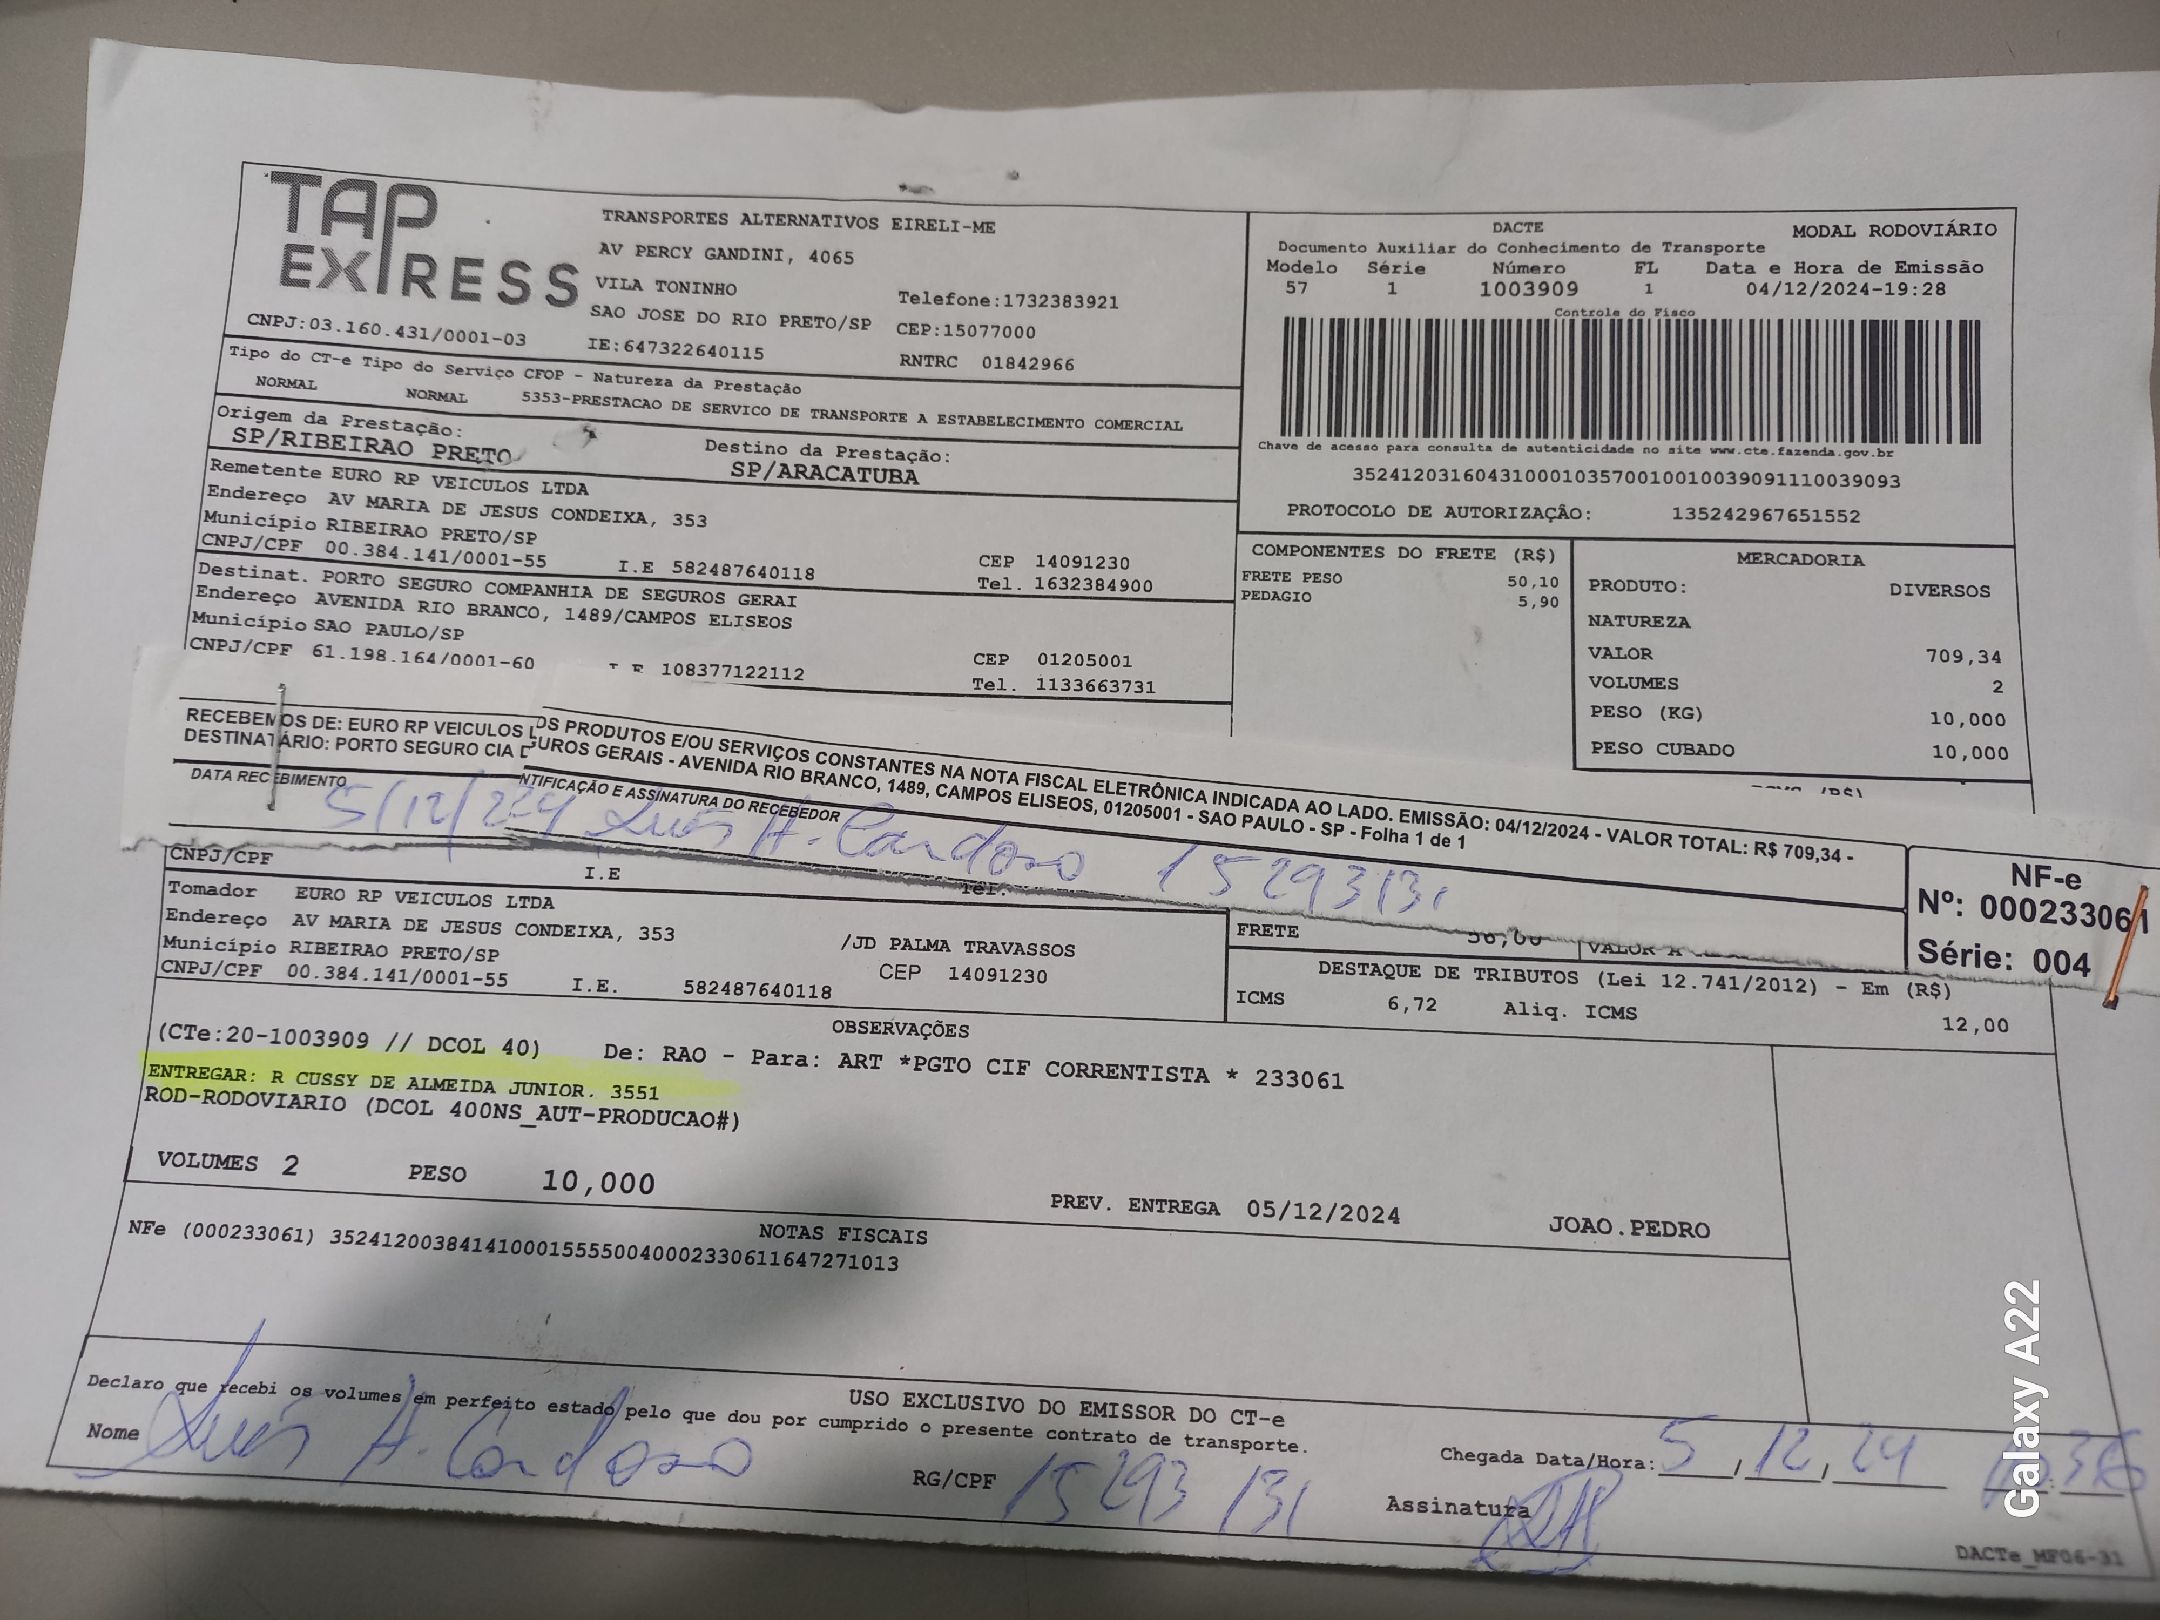 TAP EXPRESS
TRANSPORTES ALTERNATIVOS EIRELI-ME
AV PERCY GANDINI, 4065
VILA TONINHO
SAO JOSE DO RIO PRETO/SP
IE:647322640115
Telefone:1732383921
CEP:15077000
RNTRC 01842966
CNPJ:03.160.431/0001-03
DACTE
MODAL RODOVIÁRIO
Documento Auxiliar do Conhecimento de Transporte
Modelo Série Número FL Data e Hora de Emissão
57 1 1003909 1 04/12/2024-19:28
Controle do Fisco
Chave de acesso para consulta de autenticidade no site www.cte.fazenda.gov.br
35241203160431000103570010010039091110039093
PROTOCOLO DE AUTORIZAÇÃO: 135242967651552
Tipo do CT-e Tipo do Serviço CFOP - Natureza da Prestação
NORMAL NORMAL 5353-PRESTACAO DE SERVICO DE TRANSPORTE A ESTABELECIMENTO COMERCIAL
Origem da Prestação: Destino da Prestação:
SP/RIBEIRAO PRETO SP/ARACATUBA
Remetente EURO RP VEICULOS LTDA
Endereço AV MARIA DE JESUS CONDEIXA, 353
Município RIBEIRAO PRETO/SP CEP 14091230
CNPJ/CPF 00.384.141/0001-55 I.E 582487640118 Tel. 1632384900
Destinat. PORTO SEGURO COMPANHIA DE SEGUROS GERAI
Endereço AVENIDA RIO BRANCO, 1489/CAMPOS ELISEOS
Município SAO PAULO/SP CEP 01205001
CNPJ/CPF 61.198.164/0001-60 108377122112 Tel. 1133663731
COMPONENTES DO FRETE (R$)
FRETE PESO 50,10
PEDAGIO 5,90
MERCADORIA
PRODUTO: DIVERSOS
NATUREZA
VALOR 709,34
VOLUMES 2
PESO (KG) 10,000
PESO CUBADO 10,000
RECEBEMOS DE: EURO RP VEICULOS OS PRODUTOS E/OU SERVIÇOS CONSTANTES NA NOTA FISCAL ELETRÔNICA INDICADA AO LADO. EMISSÃO: 04/12/2024 - VALOR TOTAL: R$ 709,34 -
DESTINATÁRIO: PORTO SEGURO CIA GUROS GERAIS - AVENIDA RIO BRANCO, 1489, CAMPOS ELISEOS, 01205001 - SAO PAULO - SP - Folha 1 de 1
DATA RECEBIMENTO NTIFICAÇÃO E ASSINATURA DO RECEBEDOR
5/12/24 Luis A. Cardoso 15293131
NF-e
Nº: 000233061
Série: 004
CNPJ/CPF I.E Tel.
Tomador EURO RP VEICULOS LTDA
Endereço AV MARIA DE JESUS CONDEIXA, 353 /JD PALMA TRAVASSOS
Município RIBEIRAO PRETO/SP CEP 14091230
CNPJ/CPF 00.384.141/0001-55 I.E. 582487640118
FRETE 56,00 VALOR A
DESTAQUE DE TRIBUTOS (Lei 12.741/2012) - Em (R$)
ICMS 6,72 Aliq. ICMS 12,00
OBSERVAÇÕES
(CTe:20-1003909 // DCOL 40) De: RAO - Para: ART *PGTO CIF CORRENTISTA * 233061
ENTREGAR: R CUSSY DE ALMEIDA JUNIOR. 3551
ROD-RODOVIARIO (DCOL 400NS_AUT-PRODUCAO#)
VOLUMES 2 PESO 10,000 PREV. ENTREGA 05/12/2024 JOAO.PEDRO
NOTAS FISCAIS
NFe (000233061) 35241200384141000155550040002330611647271013
USO EXCLUSIVO DO EMISSOR DO CT-e
Declaro que recebi os volumes em perfeito estado pelo que dou por cumprido o presente contrato de transporte.
Nome Luis A. Cardoso RG/CPF 15293131
Chegada Data/Hora: 5, 12, 24
Assinatura
DACTe_MF06-31
Galaxy A22